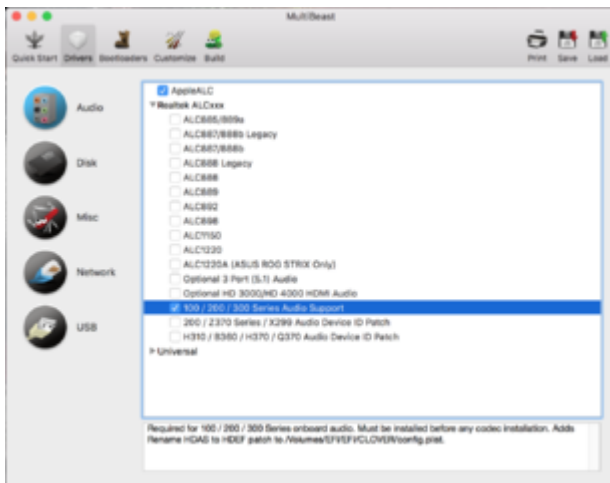 MultiBeast
Quick Start Drivers Bootloaders Customize Build Print Save Load
Audio
Disk
Misc
Network
USB
AppleALC
Realtek ALCxxx
ALC885/889a
ALC887/888b Legacy
ALC887/888b
ALC888 Legacy
ALC888
ALC889
ALC892
ALC898
ALC1150
ALC1220
ALC1220A (ASUS ROG STRIX Only)
Optional 3 Port (5.1) Audio
Optional HD 3000/HD 4000 HDMI Audio
100 / 200 / 300 Series Audio Support
200 / Z370 Series / X299 Audio Device ID Patch
H310 / B360 / H370 / Q370 Audio Device ID Patch
Universal
Required for 100 / 200 / 300 Series onboard audio. Must be installed before any codec installation. Adds
Rename HDAS to HDEF patch to /Volumes/EFI/EFI/CLOVER/config.plist.